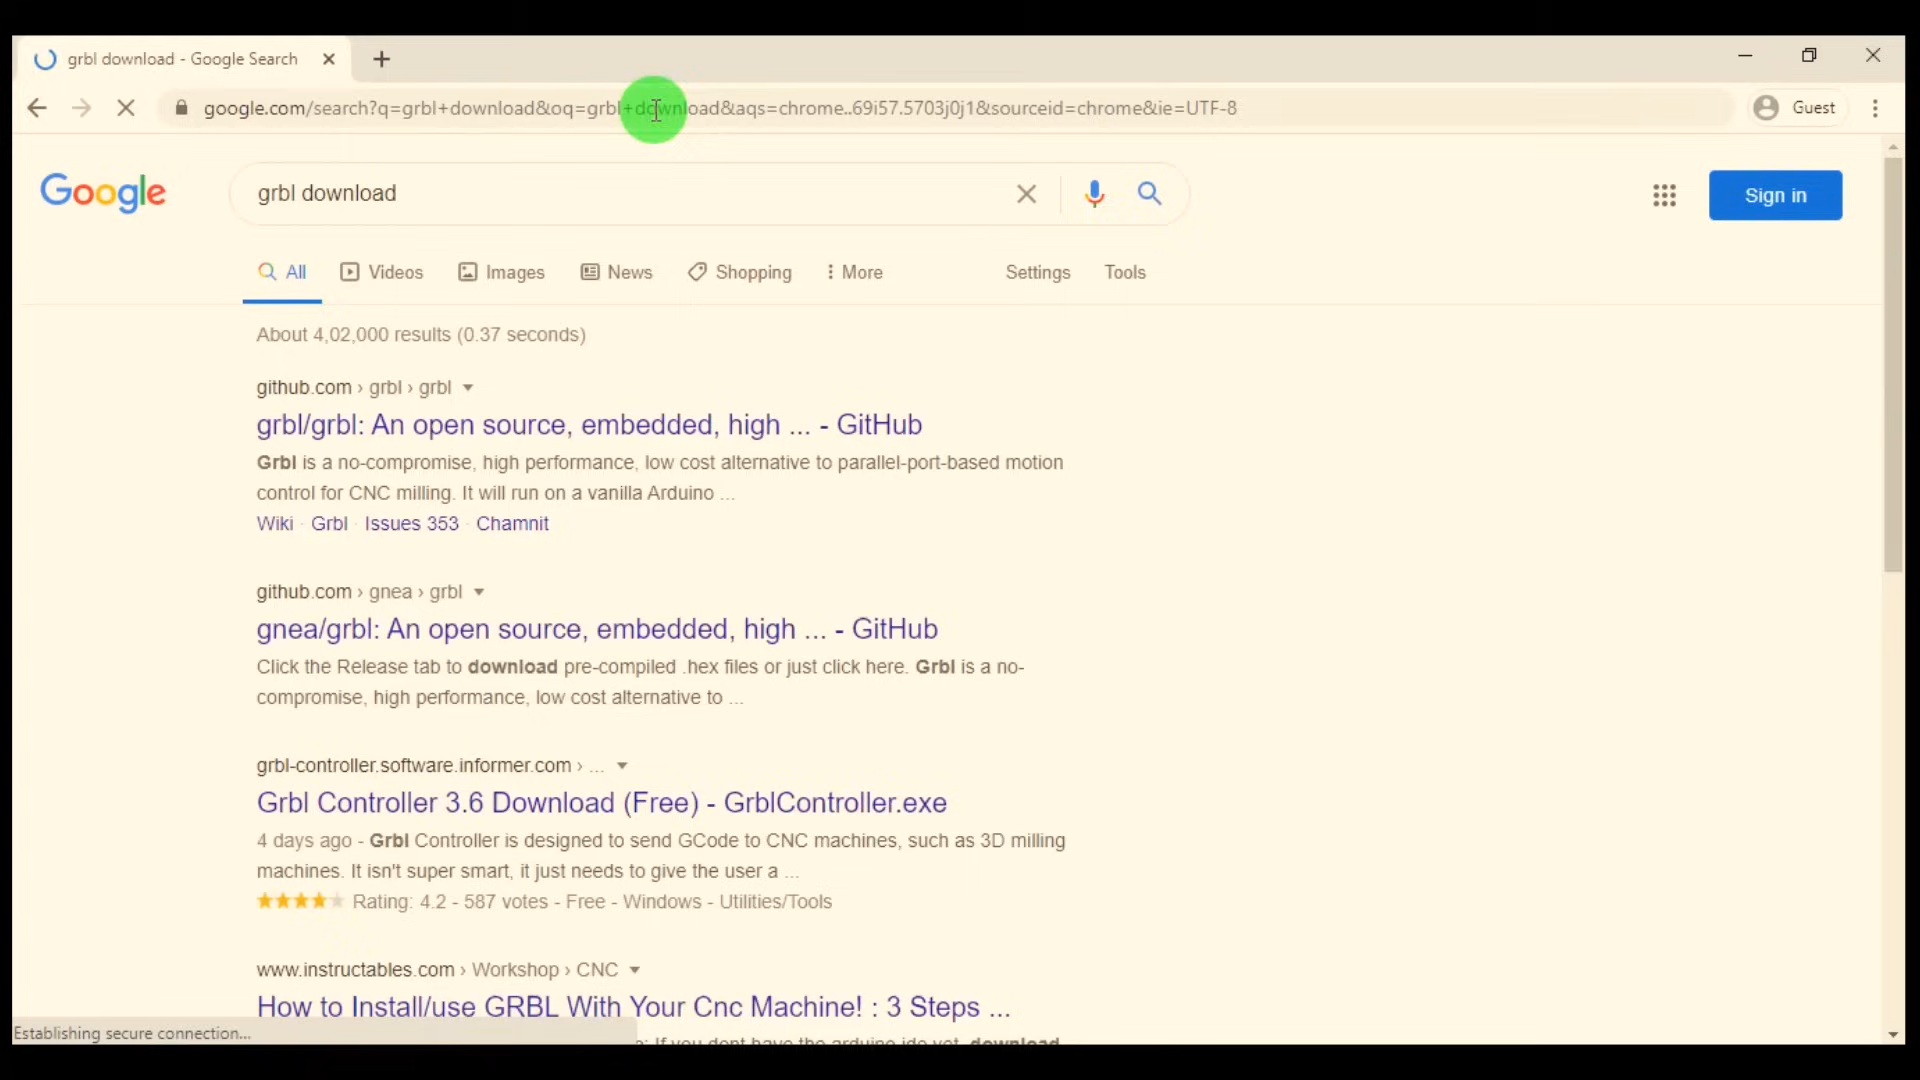 grbl download - Google Search
google.com/search?q=grbl+download&oq=grbl+download&aqs=chrome..69i57.5703j0j1&sourceid=chrome&ie=UTF-8
Guest
Google
grbl download
Sign in
All
Videos
Images
News
Shopping
More
Settings
Tools
About 4,02,000 results (0.37 seconds)
github.com › grbl › grbl
grbl/grbl: An open source, embedded, high ... - GitHub
Grbl is a no-compromise, high performance, low cost alternative to parallel-port-based motion
control for CNC milling. It will run on a vanilla Arduino ...
Wiki · Grbl · Issues 353 · Chamnit
github.com › gnea › grbl
gnea/grbl: An open source, embedded, high ... - GitHub
Click the Release tab to download pre-compiled .hex files or just click here. Grbl is a no-
compromise, high performance, low cost alternative to ...
grbl-controller.software.informer.com › ...
Grbl Controller 3.6 Download (Free) - GrblController.exe
4 days ago - Grbl Controller is designed to send GCode to CNC machines, such as 3D milling
machines. It isn't super smart, it just needs to give the user a ...
Rating: 4.2 - 587 votes - Free - Windows - Utilities/Tools
www.instructables.com › Workshop › CNC
How to Install/use GRBL With Your Cnc Machine! : 3 Steps ...
Establishing secure connection...
If you dont have the arduino ide yet, download